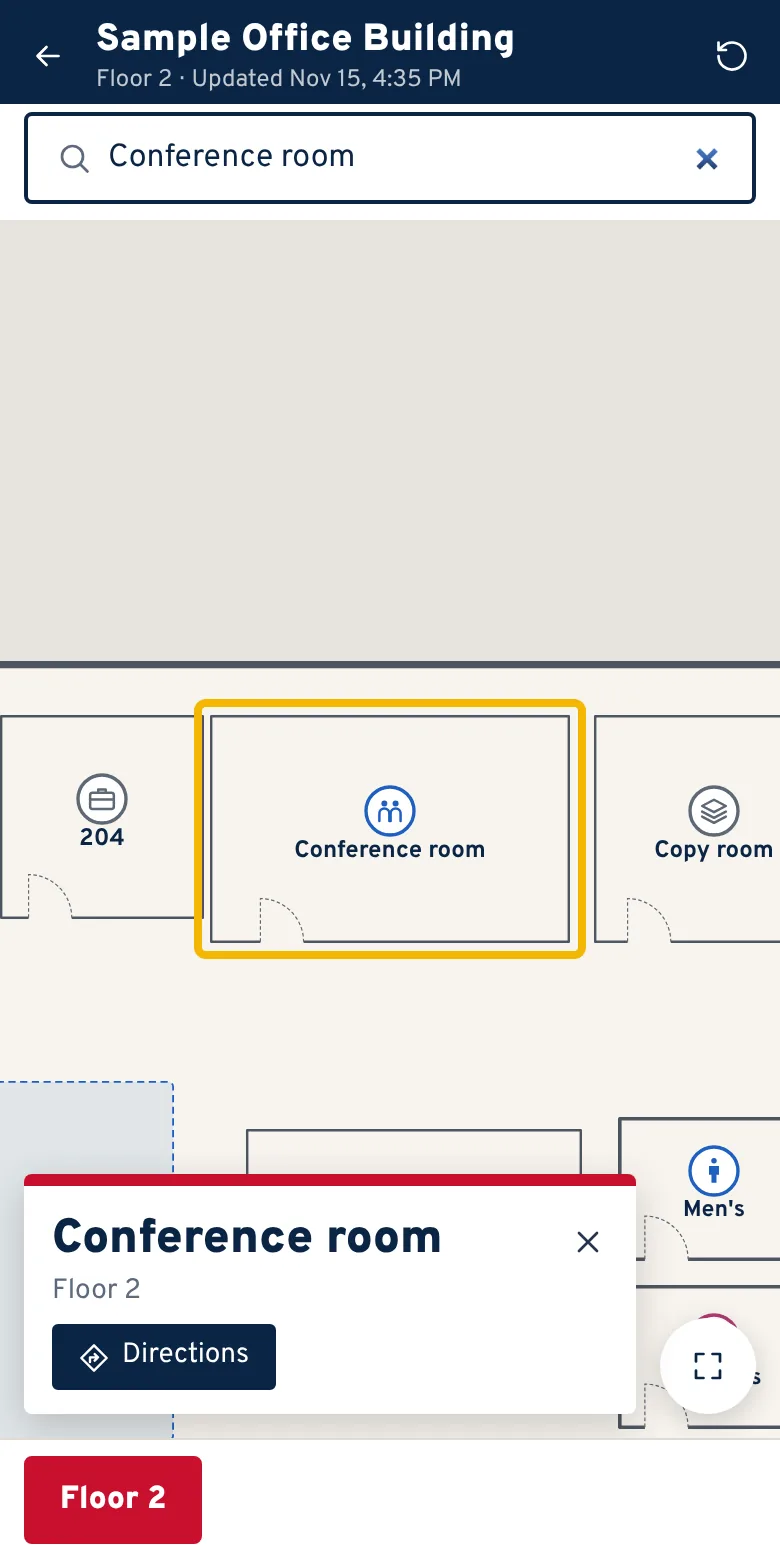 Sample Office Building
Floor 2 · Updated Nov 15, 4:35 PM
Conference room
204
Conference room
Copy room
Men's
Conference room
Floor 2
Directions
Floor 2